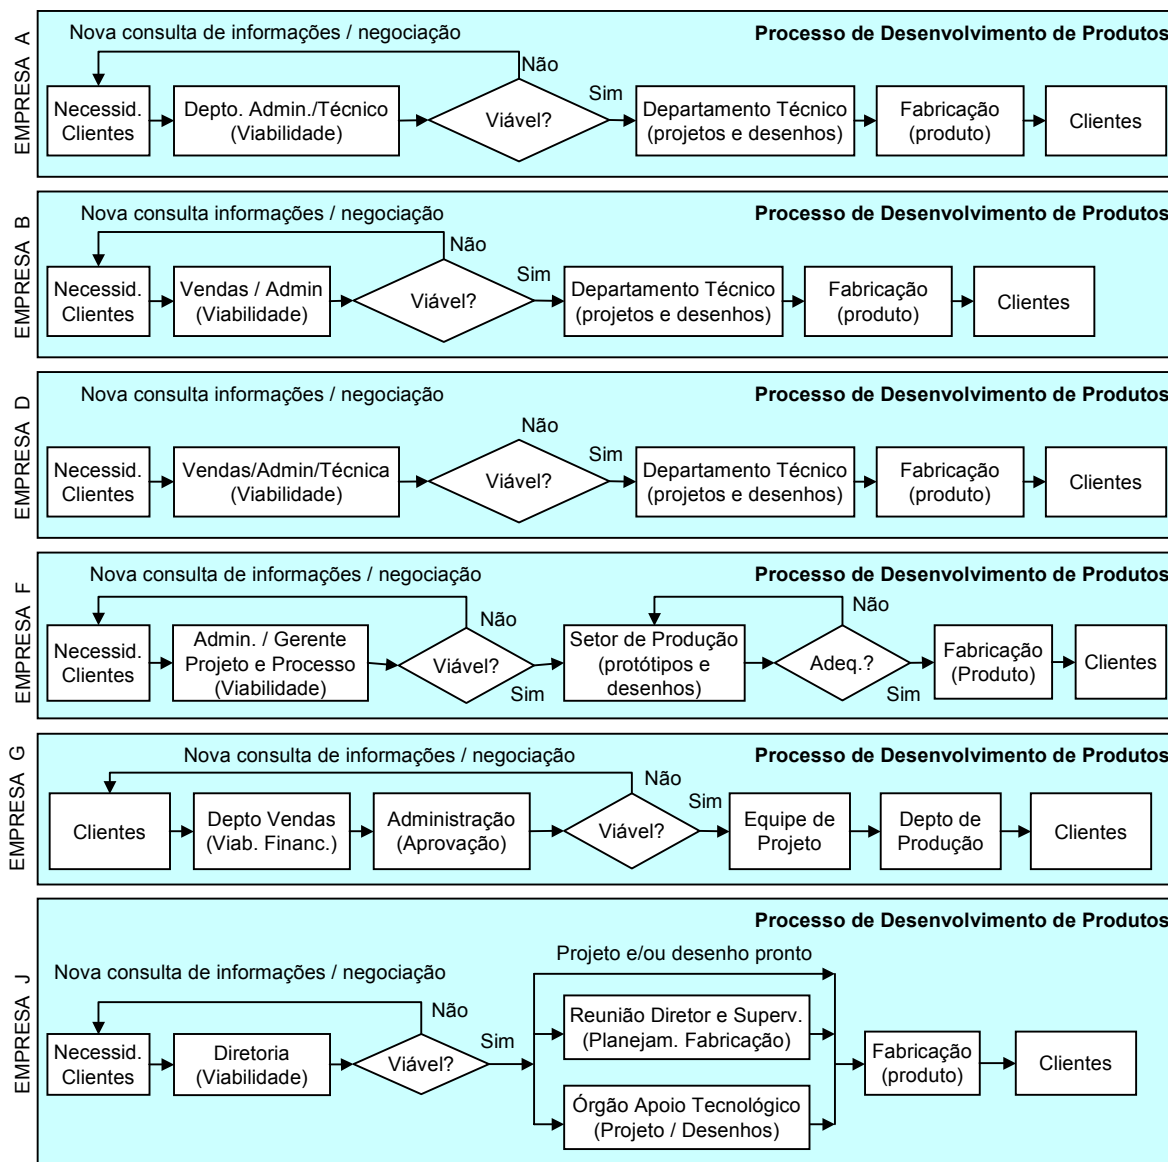 EMPRESA A
Nova consulta de informações / negociação
Processo de Desenvolvimento de Produtos
Não
Necessid.
Clientes
Depto. Admin./Técnico
(Viabilidade)
Viável?
Sim
Departamento Técnico
(projetos e desenhos)
Fabricação
(produto)
Clientes
EMPRESA B
Nova consulta informações / negociação
Processo de Desenvolvimento de Produtos
Não
Necessid.
Clientes
Vendas / Admin
(Viabilidade)
Viável?
Sim
Departamento Técnico
(projetos e desenhos)
Fabricação
(produto)
Clientes
EMPRESA D
Nova consulta informações / negociação
Processo de Desenvolvimento de Produtos
Não
Necessid.
Clientes
Vendas/Admin/Técnica
(Viabilidade)
Viável?
Sim
Departamento Técnico
(projetos e desenhos)
Fabricação
(produto)
Clientes
EMPRESA F
Nova consulta de informações / negociação
Processo de Desenvolvimento de Produtos
Não
Necessid.
Clientes
Admin. / Gerente
Projeto e Processo
(Viabilidade)
Viável?
Sim
Setor de Produção
(protótipos e
desenhos)
Não
Adeq.?
Sim
Fabricação
(Produto)
Clientes
EMPRESA G
Nova consulta de informações / negociação
Processo de Desenvolvimento de Produtos
Não
Clientes
Depto Vendas
(Viab. Financ.)
Administração
(Aprovação)
Viável?
Sim
Equipe de
Projeto
Depto de
Produção
Clientes
EMPRESA J
Processo de Desenvolvimento de Produtos
Nova consulta de informações / negociação
Projeto e/ou desenho pronto
Não
Necessid.
Clientes
Diretoria
(Viabilidade)
Viável?
Sim
Reunião Diretor e Superv.
(Planejam. Fabricação)
Órgão Apoio Tecnológico
(Projeto / Desenhos)
Fabricação
(produto)
Clientes